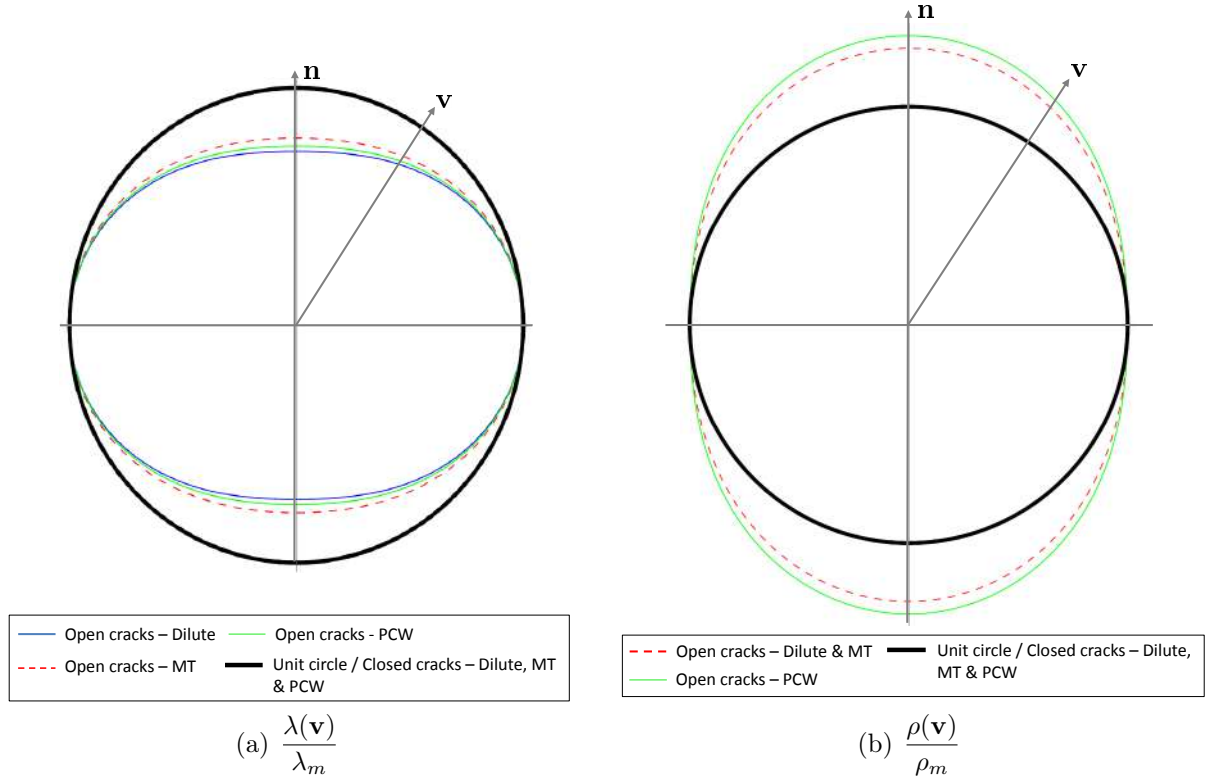 n
v
Open cracks – Dilute
Open cracks - PCW
Open cracks – MT
Unit circle / Closed cracks – Dilute, MT
& PCW
(a) λ(v)/λm
n
v
Open cracks – Dilute & MT
Unit circle / Closed cracks – Dilute,
MT & PCW
Open cracks – PCW
(b) ρ(v)/ρm